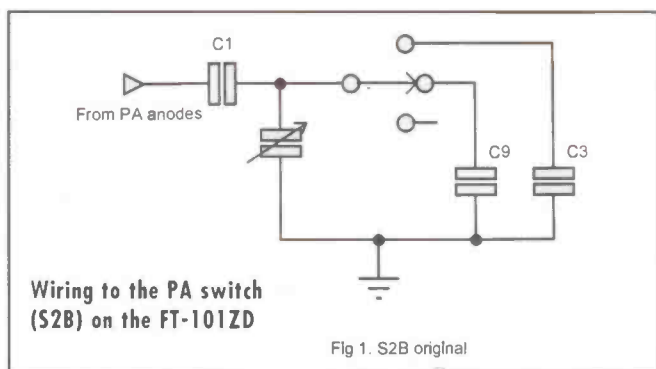 C1
From PA anodes
C9
C3
Wiring to the PA switch
(S2B) on the FT-101ZD
Fig 1. S2B original